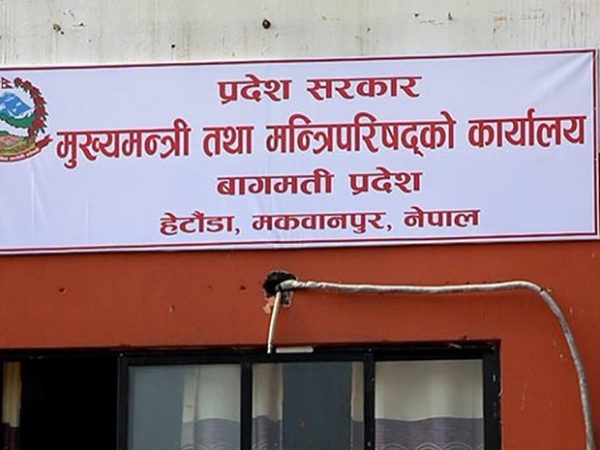 प्रदेश सरकार
मुख्यमन्त्री तथा मन्त्रिपरिषद्को कार्यालय
बागमती प्रदेश
हेटौंडा, मकवानपुर, नेपाल